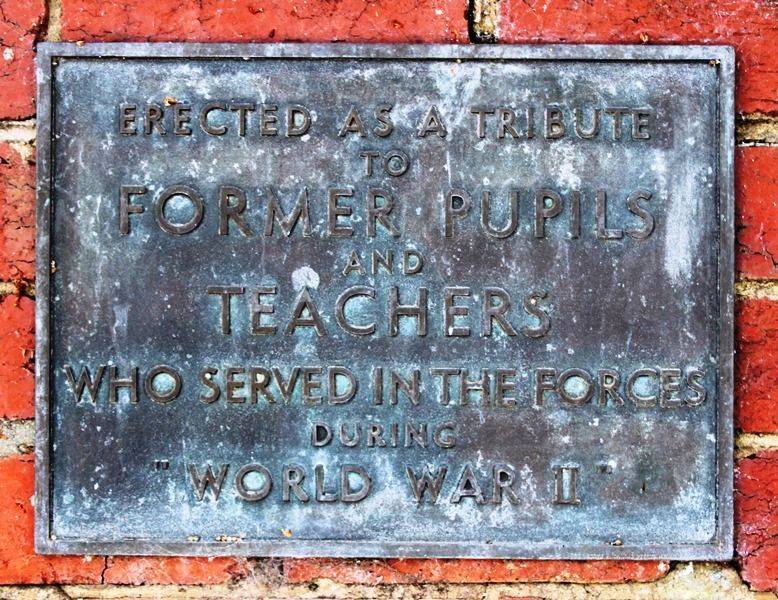 ERECTED AS A TRIBUTE
TO
FORMER PUPILS
AND
TEACHERS
WHO SERVED IN THE FORCES
DURING
"WORLD WAR II"